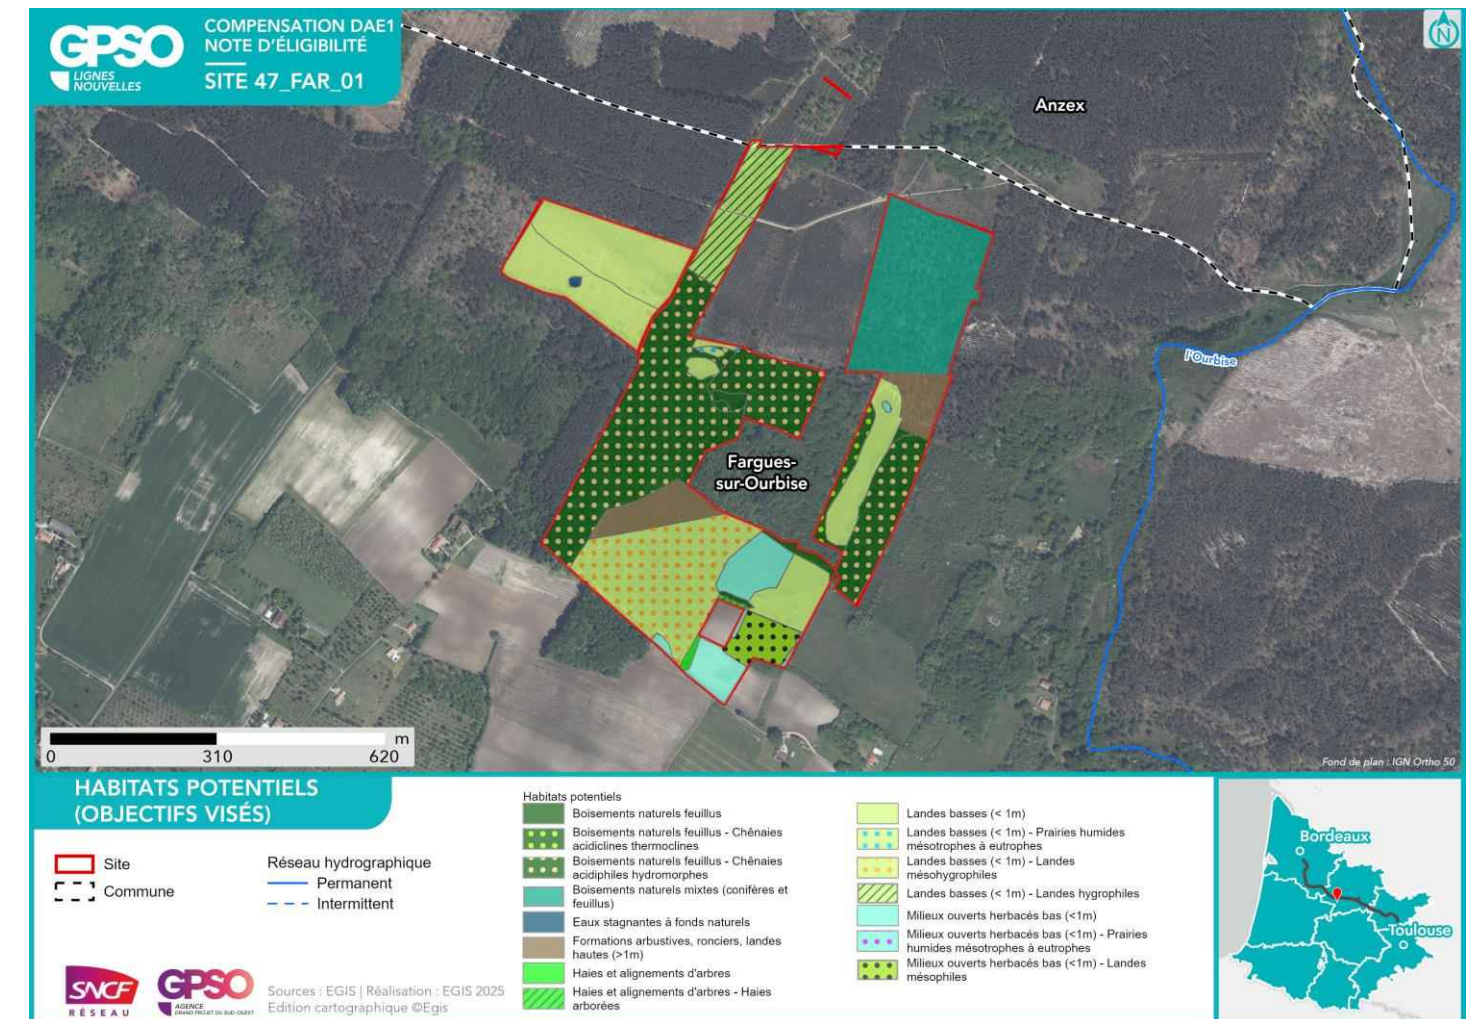 GPSO
LIGNES
NOUVELLES
COMPENSATION DAE1
NOTE D'ÉLIGIBILITÉ
SITE 47_FAR_01
N
Anzex
l'Ourbise
Fargues-
sur-Ourbise
m
0 310 620
Fond de plan : IGN Ortho 50
HABITATS POTENTIELS
(OBJECTIFS VISÉS)
Site
Commune
Réseau hydrographique
Permanent
Intermittent
SNCF
RÉSEAU
GPSO
AGENCE
GRAND PROJET DU SUD-OUEST
Sources : EGIS | Réalisation : EGIS 2025
Edition cartographique ©Egis
Habitats potentiels
Boisements naturels feuillus
Boisements naturels feuillus - Chênaies
acidiclines thermoclines
Boisements naturels feuillus - Chênaies
acidiphiles hydromorphes
Boisements naturels mixtes (conifères et
feuillus)
Eaux stagnantes à fonds naturels
Formations arbustives, ronciers, landes
hautes (>1m)
Haies et alignements d'arbres
Haies et alignements d'arbres - Haies
arborées
Landes basses (< 1m)
Landes basses (< 1m) - Prairies humides
mésotrophes à eutrophes
Landes basses (< 1m) - Landes
mésohygrophiles
Landes basses (< 1m) - Landes hygrophiles
Milieux ouverts herbacés bas (<1m)
Milieux ouverts herbacés bas (<1m) - Prairies
humides mésotrophes à eutrophes
Milieux ouverts herbacés bas (<1m) - Landes
mésophiles
Bordeaux
Toulouse